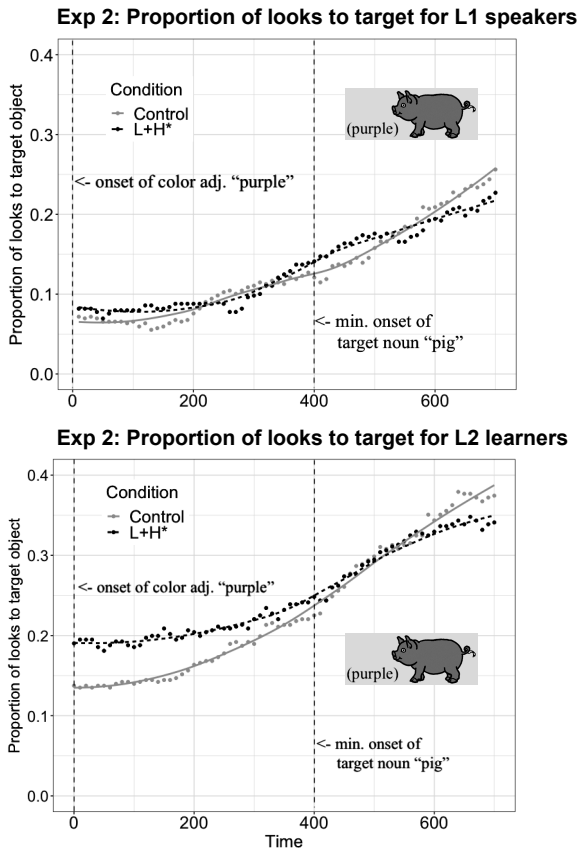 Exp 2: Proportion of looks to target for L1 speakers
0.4
0.3
0.2
0.1
0.0
Proportion of looks to target object
Condition
Control
L+H*
(purple)
<- onset of color adj. “purple”
<- min. onset of
target noun “pig”
0
200
400
600
Exp 2: Proportion of looks to target for L2 learners
0.4
0.3
0.2
0.1
0.0
Proportion of looks to target object
Condition
Control
L+H*
<- onset of color adj. “purple”
(purple)
<- min. onset of
target noun “pig”
0
200
400
600
Time